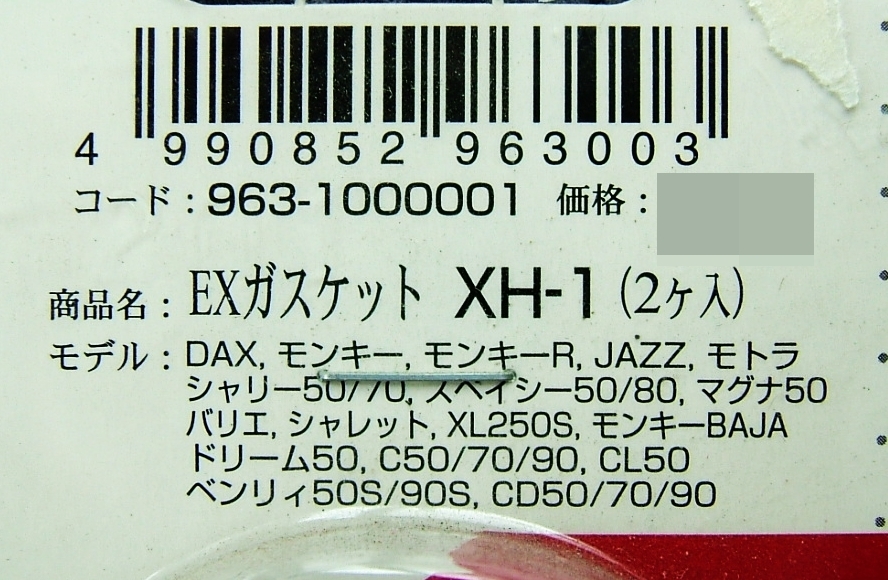 4 990852 963003
コード：963-1000001 価格：
商品名：EXガスケット XH-1（2ヶ入）
モデル：DAX, モンキー, モンキーR, JAZZ, モトラ
シャリー50/70, スペイシー50/80, マグナ50
バリエ, シャレット, XL250S, モンキーBAJA
ドリーム50, C50/70/90, CL50
ベンリィ50S/90S, CD50/70/90